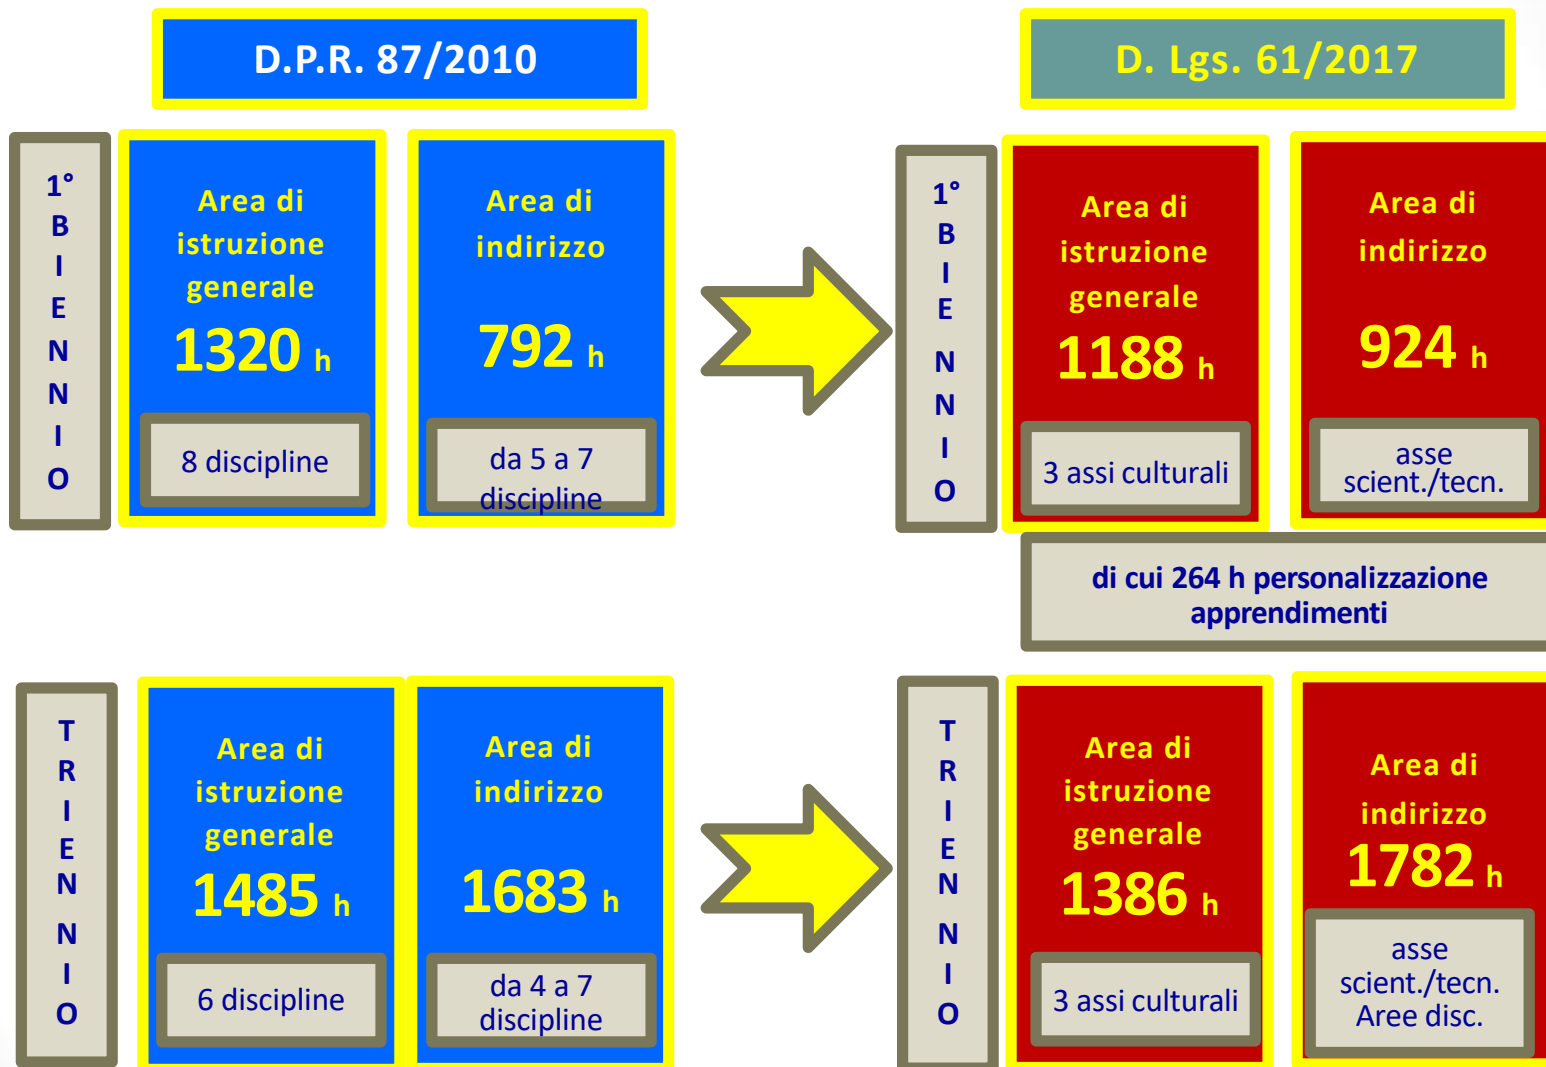 D.P.R. 87/2010
D. Lgs. 61/2017
1°
B
I
E
N
N
I
O
Area di
istruzione
generale
1320 h
8 discipline
Area di
indirizzo
792 h
da 5 a 7
discipline
1°
B
I
E
N
N
I
O
Area di
istruzione
generale
1188 h
3 assi culturali
Area di
indirizzo
924 h
asse
scient./tecn.
di cui 264 h personalizzazione
apprendimenti
T
R
I
E
N
N
I
O
Area di
istruzione
generale
1485 h
6 discipline
Area di
indirizzo
1683 h
da 4 a 7
discipline
T
R
I
E
N
N
I
O
Area di
istruzione
generale
1386 h
3 assi culturali
Area di
indirizzo
1782 h
asse
scient./tecn.
Aree disc.